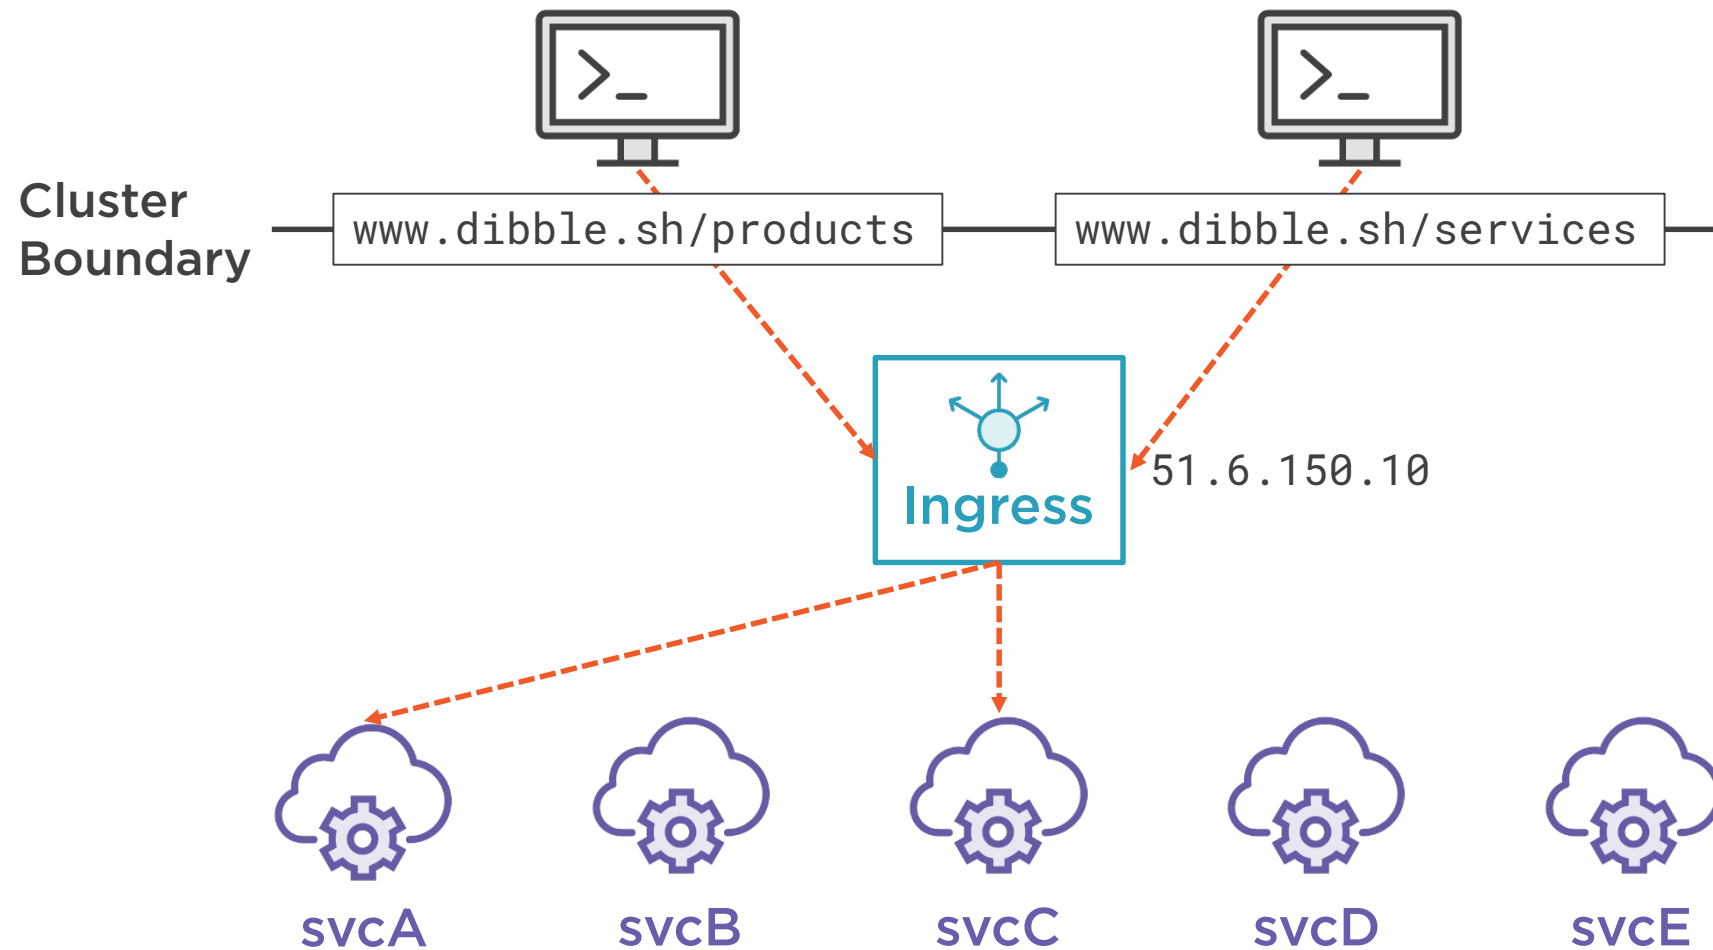 >_
>_
Cluster
Boundary
www.dibble.sh/products
www.dibble.sh/services
51.6.150.10
Ingress
svcA
svcB
svcC
svcD
svcE